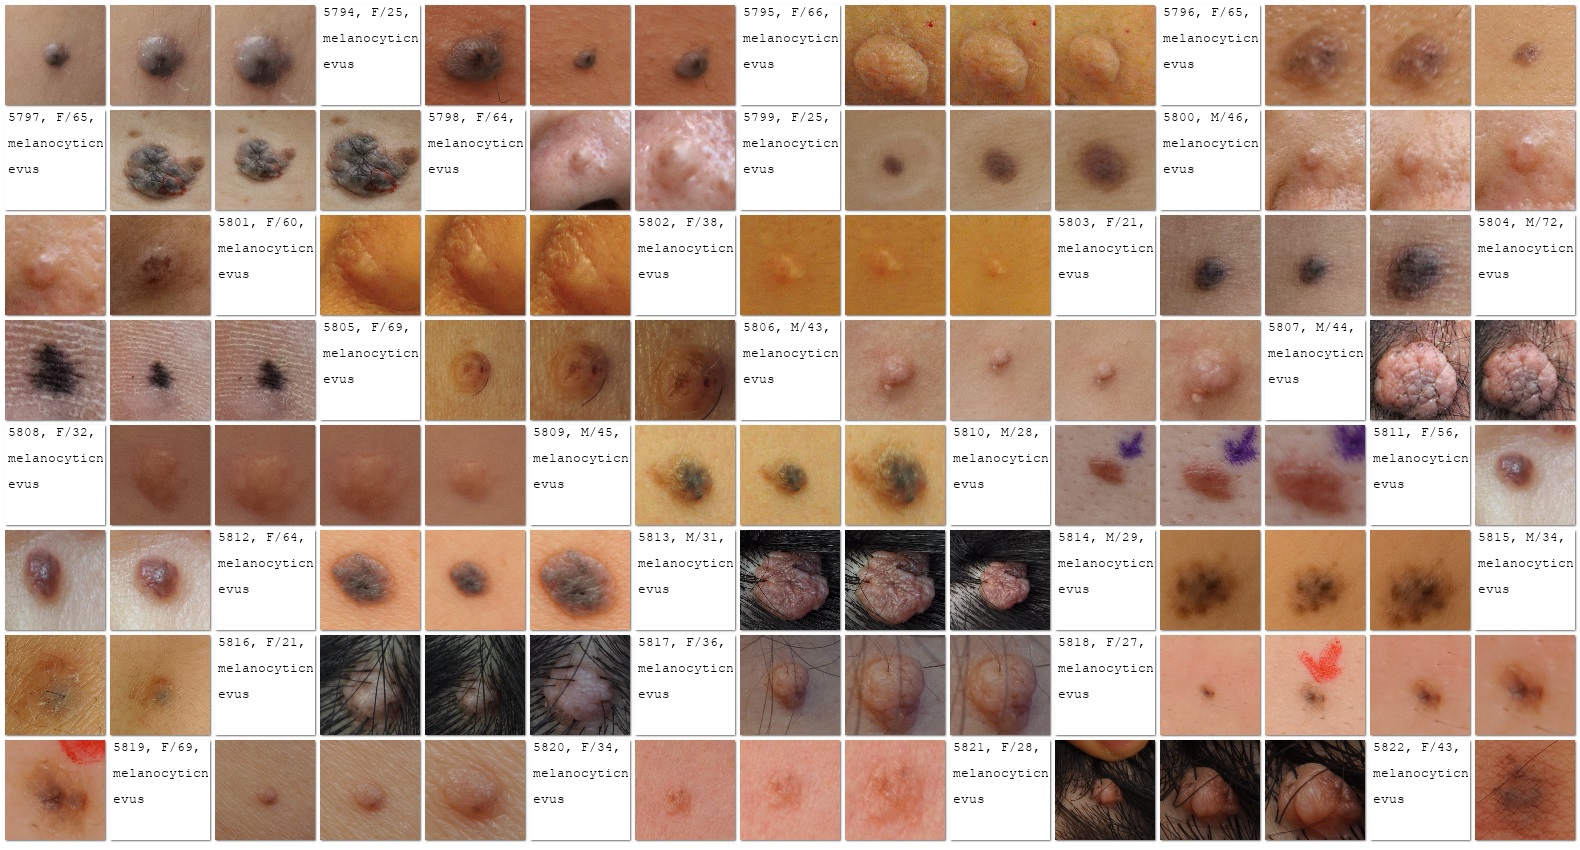 5794, F/25,
melanocyticn
evus
5795, F/66,
melanocyticn
evus
5796, F/65,
melanocyticn
evus
5797, F/65,
melanocyticn
evus
5798, F/64,
melanocyticn
evus
5799, F/25,
melanocyticn
evus
5800, M/46,
melanocyticn
evus
5801, F/60,
melanocyticn
evus
5802, F/38,
melanocyticn
evus
5803, F/21,
melanocyticn
evus
5804, M/72,
melanocyticn
evus
5805, F/69,
melanocyticn
evus
5806, M/43,
melanocyticn
evus
5807, M/44,
melanocyticn
evus
5808, F/32,
melanocyticn
evus
5809, M/45,
melanocyticn
evus
5810, M/28,
melanocyticn
evus
5811, F/56,
melanocyticn
evus
5812, F/64,
melanocyticn
evus
5813, M/31,
melanocyticn
evus
5814, M/29,
melanocyticn
evus
5815, M/34,
melanocyticn
evus
5816, F/21,
melanocyticn
evus
5817, F/36,
melanocyticn
evus
5818, F/27,
melanocyticn
evus
5819, F/69,
melanocyticn
evus
5820, F/34,
melanocyticn
evus
5821, F/28,
melanocyticn
evus
5822, F/43,
melanocyticn
evus